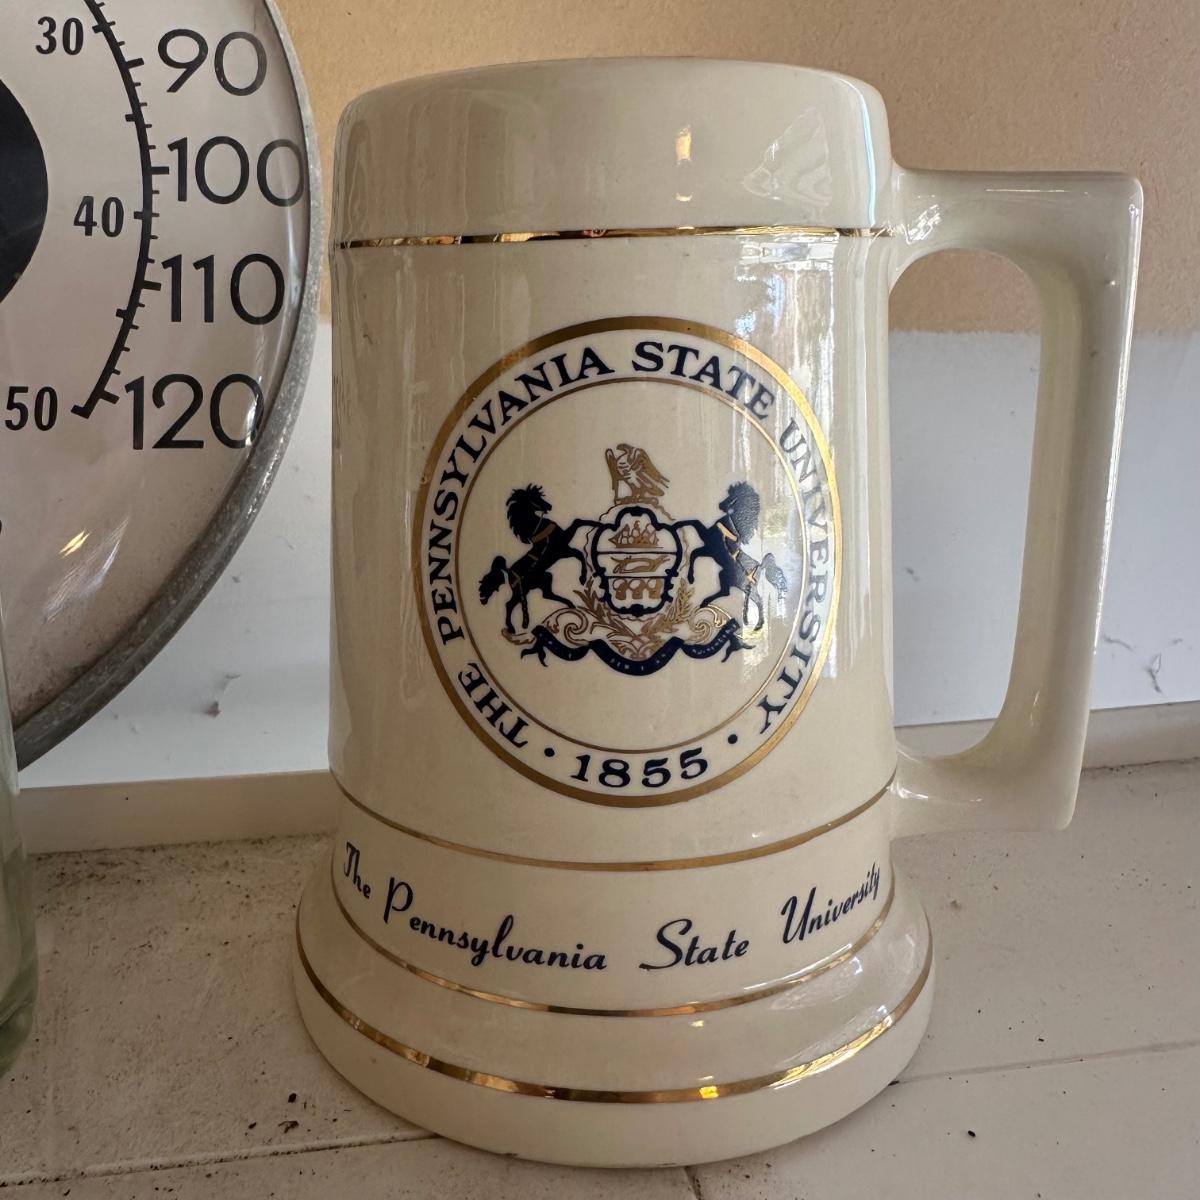 30 90
100
40
110
50 120
THE PENNSYLVANIA STATE UNIVERSITY
• 1855 •
The Pennsylvania State University